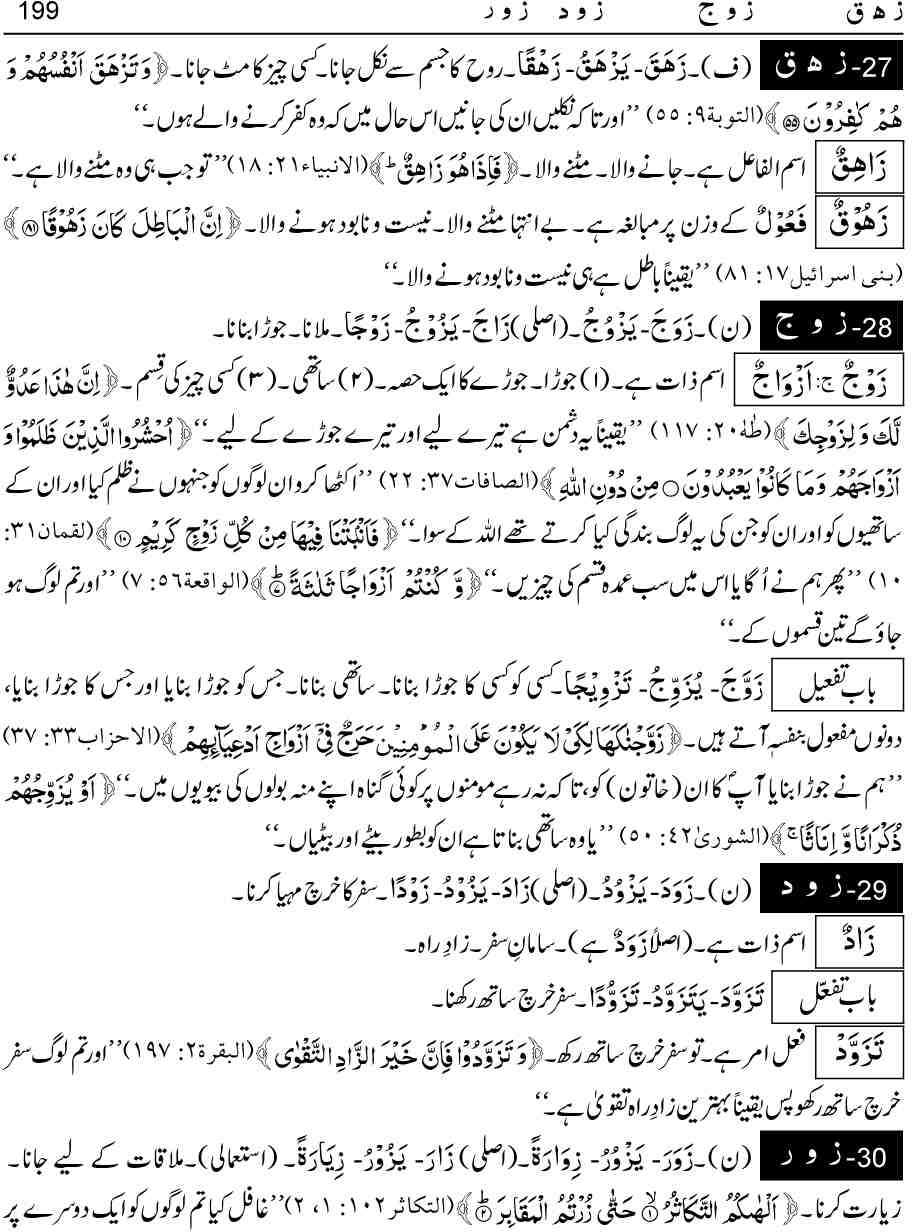 زهق زوج زود زور 199
27-زهق (ف)۔ زَهَقَ- يَزْهَقُ- زَهْقًا۔ روح کا جسم سے نکل جانا۔ کسی چیز کا مٹ جانا۔ ﴿وَتَزْهَقَ اَنْفُسُهُمْ وَ
هُمْ كٰفِرُوْنَ ۝۵۵﴾ (التوبة۹: ۵۵) ’’اور تاکہ نکلیں ان کی جانیں اس حال میں کہ وہ کفر کرنے والے ہوں۔‘‘
زَاهِقٌ اسم الفاعل ہے۔ جانے والا۔ مٹنے والا۔ ﴿فَاِذَا هُوَ زَاهِقٌ ؕ﴾ (الانبیاء۲۱: ۱۸) ’’تو جب ہی وہ مٹنے والا ہے۔‘‘
زَهُوْقٌ فَعُوْلٌ کے وزن پر مبالغہ ہے۔ بے انتہا مٹنے والا۔ نیست و نابود ہونے والا۔ ﴿اِنَّ الْبَاطِلَ كَانَ زَهُوْقًا ۝۸۱﴾
(بنی اسرائیل۱۷: ۸۱) ’’یقیناً باطل ہے ہی نیست و نابود ہونے والا۔‘‘
28-زوج (ن)۔ زَوَجَ- يَزْوُجُ۔ (اصلی) زَاجَ- يَزُوْجُ- زَوْجًا۔ ملانا۔ جوڑا بنانا۔
زَوْجٌ ج: اَزْوَاجٌ اسم ذات ہے۔ (۱) جوڑا۔ جوڑے کا ایک حصہ۔ (۲) ساتھی۔ (۳) کسی چیز کی قِسم۔ ﴿اِنَّ هٰذَا عَدُوٌّ
لَّكَ وَ لِزَوْجِكَ﴾ (طٰهٰ۲۰: ۱۱۷) ’’یقیناً یہ دشمن ہے تیرے لیے اور تیرے جوڑے کے لیے۔‘‘ ﴿اُحْشُرُوا الَّذِيْنَ ظَلَمُوْا وَ
اَزْوَاجَهُمْ وَمَا كَانُوْا يَعْبُدُوْنَ ۝ مِنْ دُوْنِ اللّٰهِ﴾ (الصافات۳۷: ۲۲) ’’اکٹھا کرو ان لوگوں کو جنہوں نے ظلم کیا اور ان کے
ساتھیوں کو اور ان کو جن کی یہ لوگ بندگی کیا کرتے تھے اللہ کے سوا۔‘‘ ﴿فَاَنْۢبَتْنَا فِيْهَا مِنْ كُلِّ زَوْجٍ كَرِيْمٍ ۝۱۰﴾ (لقمان۳۱:
۱۰) ’’پھر ہم نے اُگایا اس میں سب عمدہ قسم کی چیزیں۔‘‘ ﴿وَّ كُنْتُمْ اَزْوَاجًا ثَلٰثَةً ؕ۝۷﴾ (الواقعة۵۶: ۷) ’’اور تم لوگ ہو
جاؤ گے تین قسموں کے۔‘‘
باب تفعیل زَوَّجَ- يُزَوِّجُ- تَزْوِيْجًا۔ کسی کو کسی کا جوڑا بنانا۔ ساتھی بنانا۔ جس کو جوڑا بنایا اور جس کا جوڑا بنایا،
دونوں مفعول بنفسہٖ آتے ہیں۔ ﴿زَوَّجْنٰكَهَا لِكَيْ لَا يَكُوْنَ عَلَى الْمُؤْمِنِيْنَ حَرَجٌ فِيْۤ اَزْوَاجِ اَدْعِيَآىِٕهِمْ﴾ (الاحزاب۳۳: ۳۷)
’’ہم نے جوڑا بنایا آپؐ کا ان (خاتون) کو، تاکہ نہ رہے مومنوں پر کوئی گناہ اپنے منہ بولوں کی بیویوں میں۔‘‘ ﴿اَوْ يُزَوِّجُهُمْ
ذُكْرَانًا وَّ اِنَاثًا ۚ﴾ (الشوریٰ۴۲: ۵۰) ’’یا وہ ساتھی بناتا ہے ان کو بطور بیٹے اور بیٹیاں۔‘‘
29-زود (ن)۔ زَوَدَ- يَزْوُدُ۔ (اصلی) زَادَ- يَزُوْدُ- زَوْدًا۔ سفر کا خرچ مہیا کرنا۔
زَادٌ اسم ذات ہے۔ (اصلاً زَوَدٌ ہے)۔ سامانِ سفر۔ زادِ راہ۔
باب تفعّل تَزَوَّدَ- يَتَزَوَّدُ- تَزَوُّدًا۔ سفر خرچ ساتھ رکھنا۔
تَزَوَّدْ فعل امر ہے۔ تو سفر خرچ ساتھ رکھ۔ ﴿وَ تَزَوَّدُوْا فَاِنَّ خَيْرَ الزَّادِ التَّقْوٰى﴾ (البقرة۲: ۱۹۷) ’’اور تم لوگ سفر
خرچ ساتھ رکھو پس یقیناً بہترین زادِ راہ تقویٰ ہے۔‘‘
30-زور (ن)۔ زَوَرَ- يَزْوُرُ- زِوَارَةً۔ (اصلی) زَارَ- يَزُوْرُ- زِيَارَةً۔ (استعمالی)۔ ملاقات کے لیے جانا۔
زیارت کرنا۔ ﴿اَلْهٰىكُمُ التَّكَاثُرُ ۙ۝۱ حَتّٰى زُرْتُمُ الْمَقَابِرَ ؕ۝۲﴾ (التکاثر۱۰۲: ۱، ۲) ’’غافل کیا تم لوگوں کو ایک دوسرے پر